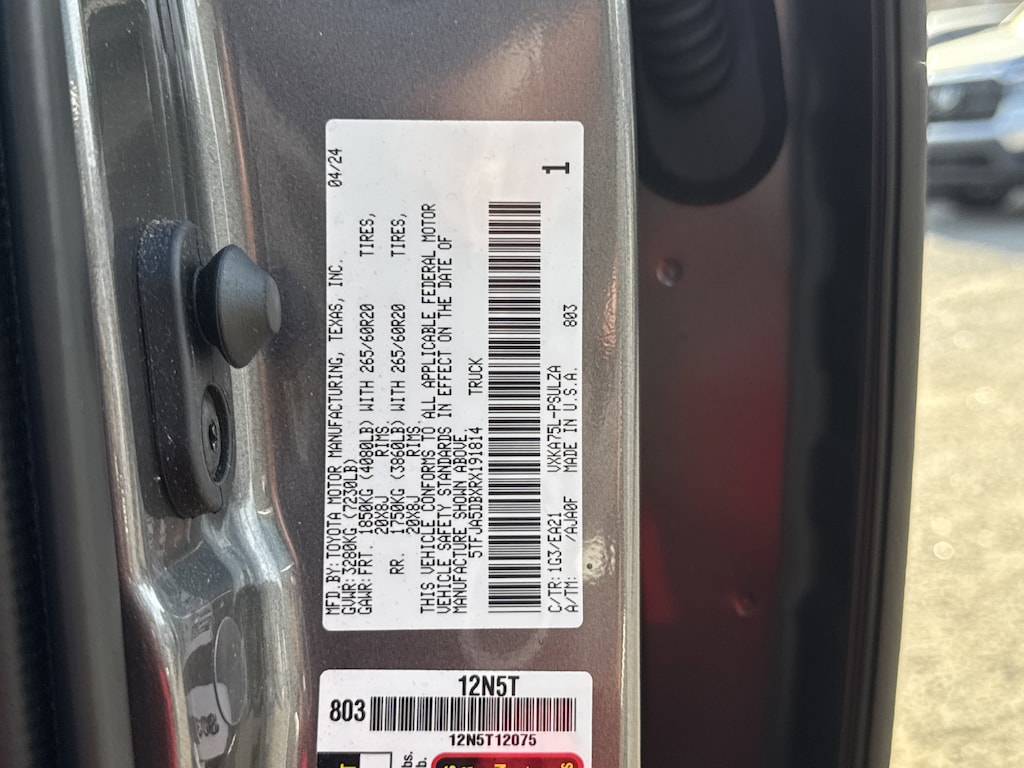 04/24
MFD.BY: TOYOTA MOTOR MANUFACTURING, TEXAS, INC.
GVWR: 3280KG (7230LB)
GAWR: FRT. 1850KG (4080LB) WITH 265/60R20 TIRES,
20X8J RIMS,
RR. 1750KG (3860LB) WITH 265/60R20 TIRES,
20X8J RIMS.
THIS VEHICLE CONFORMS TO ALL APPLICABLE FEDERAL MOTOR
VEHICLE SAFETY STANDARDS IN EFFECT ON THE DATE OF
MANUFACTURE SHOWN ABOVE.
5TFJA5DBXRX191814 TRUCK
1
C/TR: 1G3/EA21 VXKA75L-PSULZA
A/TM: /AJA0F MADE IN U.S.A. 803
12N5T
803
12N5T12075